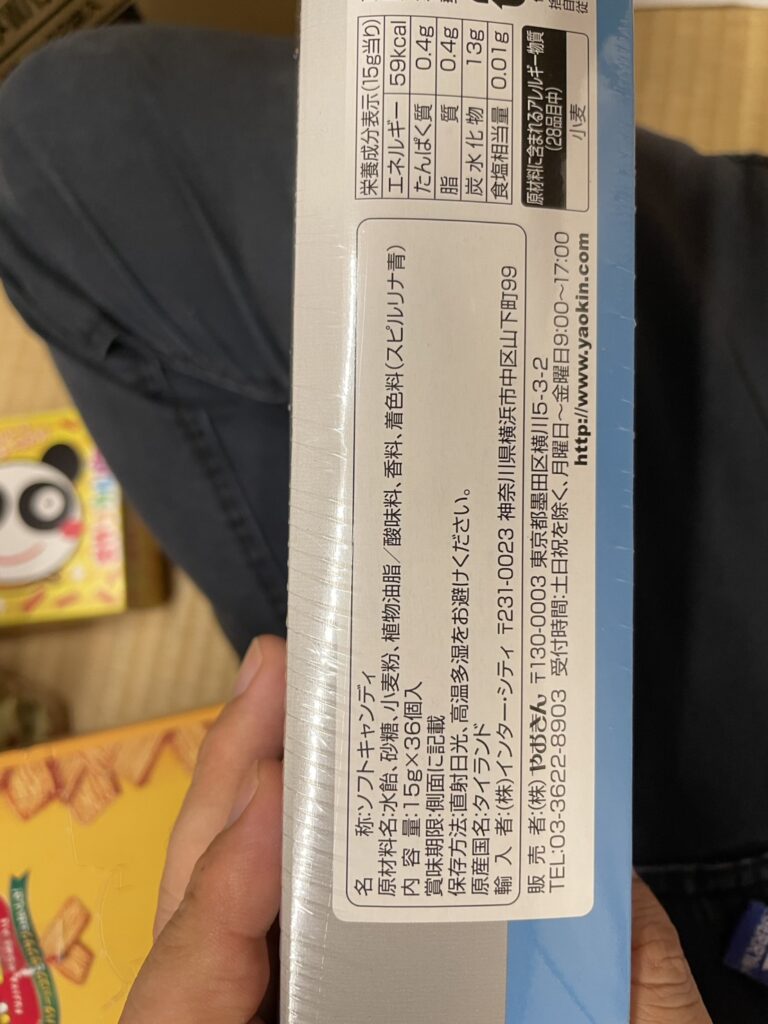 名　　称:ソフトキャンディ
原材料名:水飴、砂糖、小麦粉、植物油脂／酸味料、香料、着色料(スピルリナ青)
内 容 量:15g×36個入
賞味期限:側面に記載
保存方法:直射日光、高温多湿をお避けください。
原産国名:タイランド
輸 入 者:(株)インター・シティ 〒231-0023 神奈川県横浜市中区山下町99
販 売 者:(株)やおきん 〒130-0003 東京都墨田区横川5-3-2
TEL:03-3622-8903 受付時間:土日祝を除く、月曜日～金曜日9:00～17:00
http://www.yaokin.com
栄養成分表示(15g当り)
エネルギー 59kcal
たんぱく質 0.4g
脂　　質 0.4g
炭 水 化 物 13g
食塩相当量 0.01g
原材料に含まれるアレルギー物質
(28品目中)
小麦